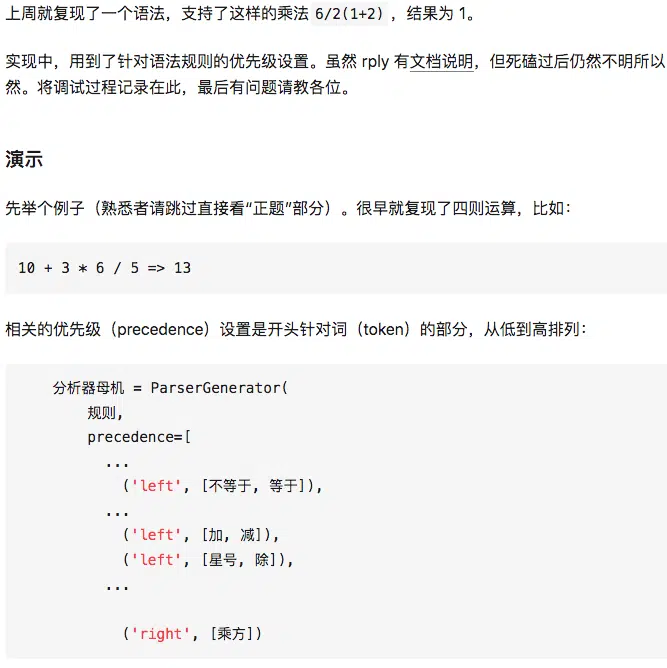 上周就复现了一个语法，支持了这样的乘法 6/2(1+2) ，结果为 1。
实现中，用到了针对语法规则的优先级设置。虽然 rply 有文档说明，但死磕过后仍然不明所以
然。将调试过程记录在此，最后有问题请教各位。
演示
先举个例子（熟悉者请跳过直接看“正题”部分）。很早就复现了四则运算，比如：
10 + 3 * 6 / 5 => 13
相关的优先级（precedence）设置是开头针对词（token）的部分，从低到高排列：
分析器母机 = ParserGenerator(
规则,
precedence=[
...
('left', [不等于, 等于]),
...
('left', [加, 减]),
('left', [星号, 除]),
...
('right', [乘方])